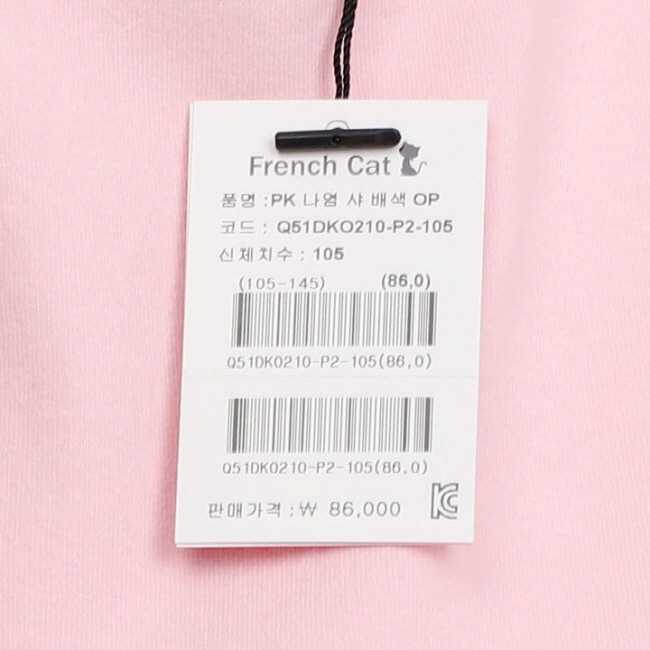 French Cat
품명 : PK 나염 샤 배색 OP
코드 : Q51DKO210-P2-105
신체치수 : 105
(105-145) (86,0)
Q51DK0210-P2-105(86,0)
Q51DK0210-P2-105(86,0)
판매가격 : ₩ 86,000